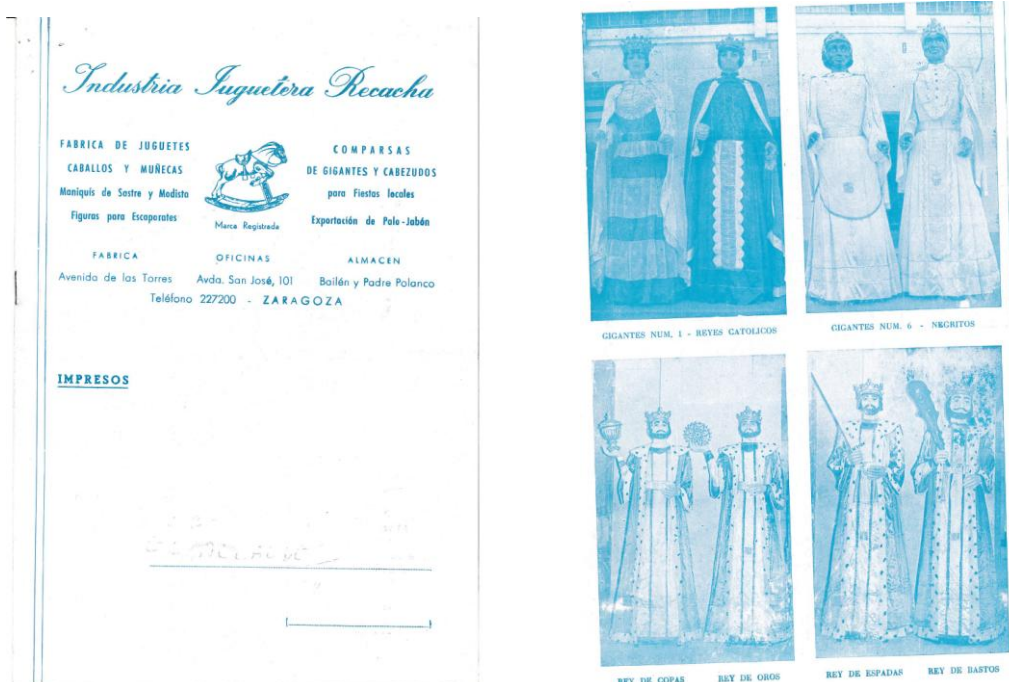 Industria Juguetera Recacha
FABRICA DE JUGUETES
CABALLOS Y MUÑECAS
Maniquís de Sastre y Modista
Figuras para Escaparates
Marca Registrada
COMPARSAS
DE GIGANTES Y CABEZUDOS
para Fiestas locales
Exportación de Palo-Jabón
FABRICA
Avenida de las Torres
OFICINAS
Avda. San José, 101
ALMACEN
Bailén y Padre Polanco
Teléfono 227200 - ZARAGOZA
IMPRESOS
GIGANTES NUM. 1 - REYES CATOLICOS
GIGANTES NUM. 6 - NEGRITOS
REY DE COPAS REY DE OROS
REY DE ESPADAS REY DE BASTOS